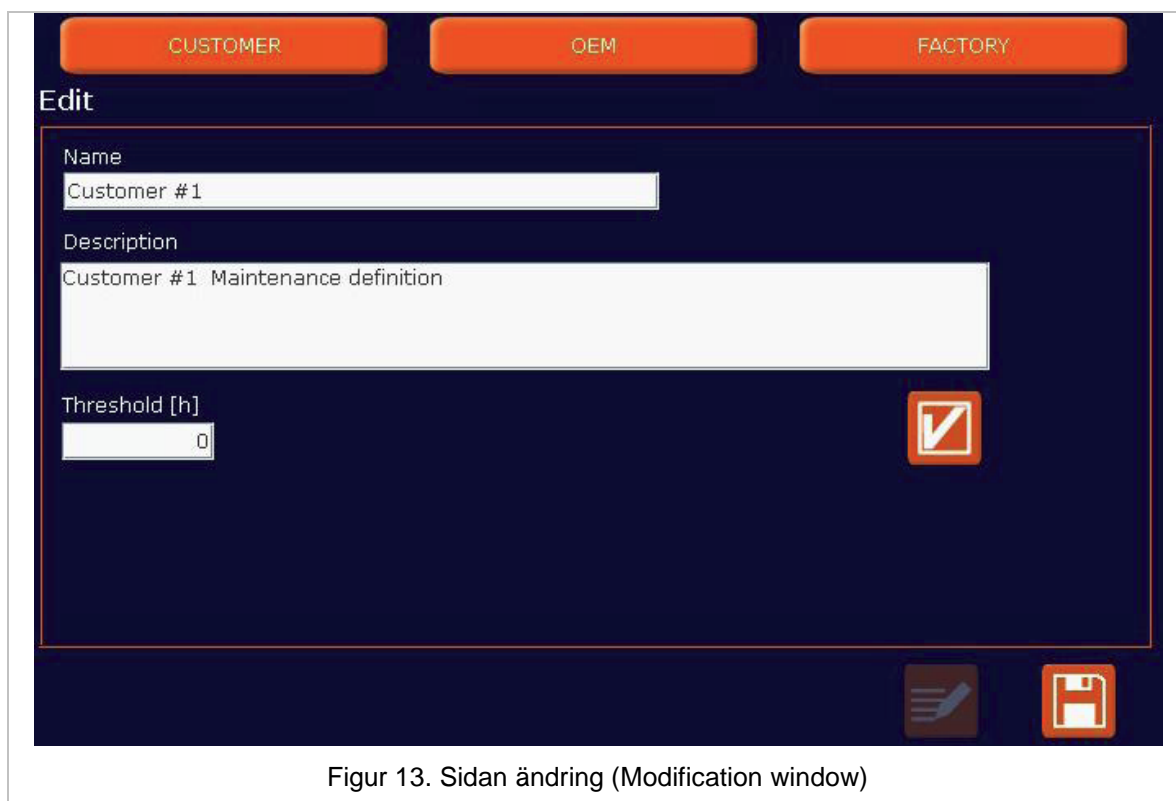 CUSTOMER OEM FACTORY
Edit
Name
Customer #1
Description
Customer #1  Maintenance definition
Threshold [h]
0
Figur 13. Sidan ändring (Modification window)